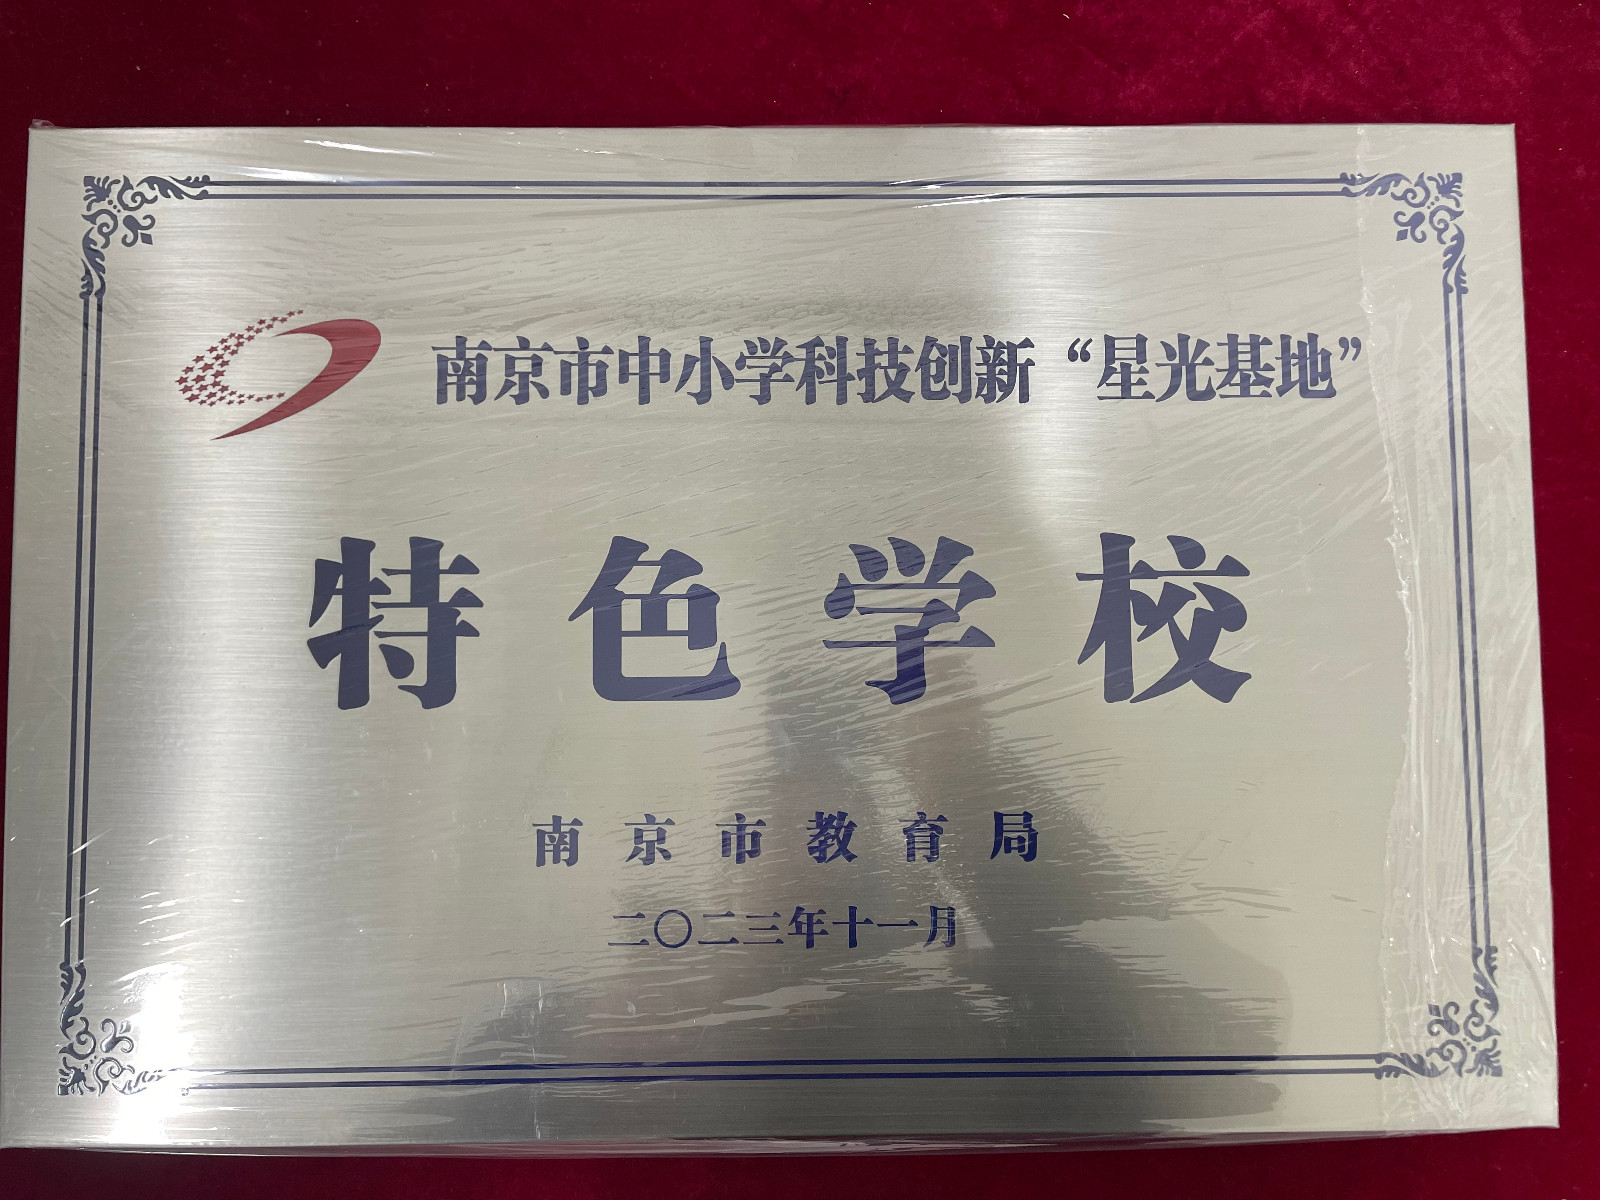 南京市中小学科技创新“星光基地”
特色学校
南京市教育局
二〇二三年十一月